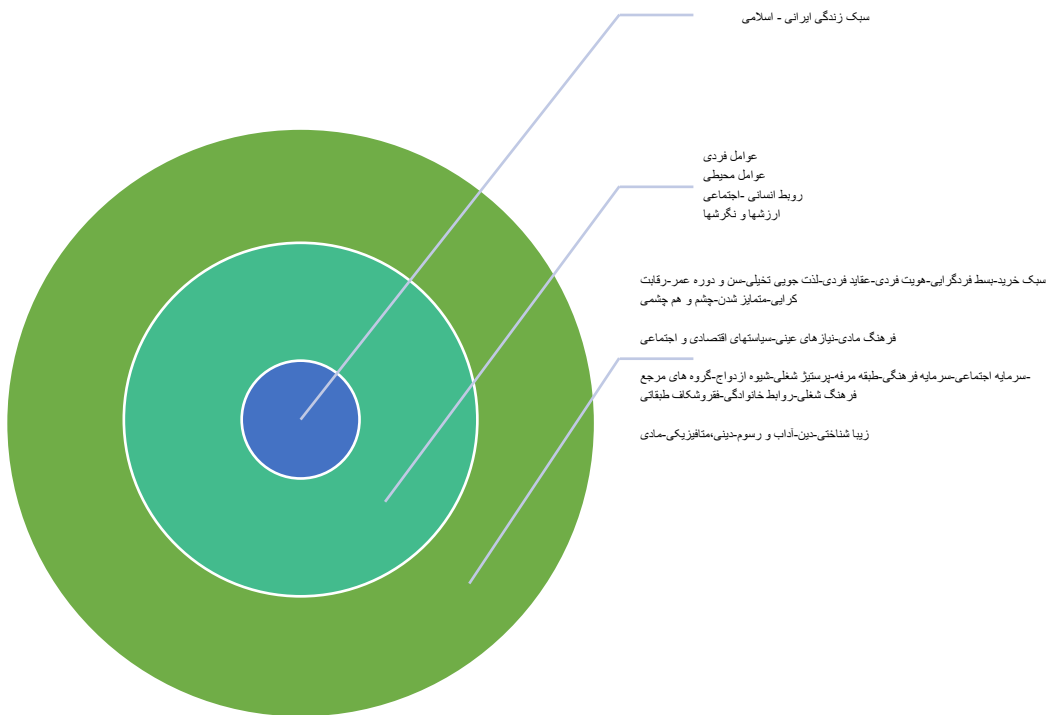 سبک زندگی ایرانی - اسلامی
عوامل فردی
عوامل محیطی
روبط انسانی -اجتماعی
ارزشها و نگرشها
سبک خرید-بسط فردگرایی-هویت فردی-عقاید فردی-لذت جویی تخیلی-سن و دوره عمر-رقابت
کرایی-متمایز شدن-چشم و هم چشمی
فرهنگ مادی-نیازهای عینی-سیاستهای اقتصادی و اجتماعی
-سرمایه اجتماعی-سرمایه فرهنگی-طبقه مرفه-پرستیژ شغلی-شیوه ازدواج-گروه های مرجع
فرهنگ شغلی-روابط خانوادگی-فقروشکاف طبقاتی
زیبا شناختی-دین-آداب و رسوم-دینی،متافیزیکی-مادی